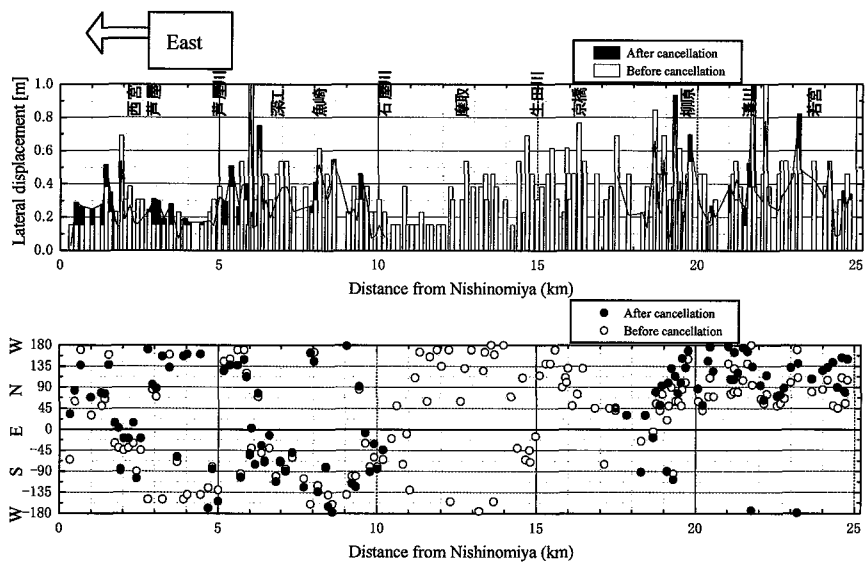 East
After cancellation
Before cancellation
Lateral displacement [m]
1.0
0.8
0.6
0.4
0.2
0.0
西宮
芦屋
芦屋川
深江
魚崎
石屋川
摩耶
生田川
京橋
柳原
湊川
若宮
0 5 10 15 20 25
Distance from Nishinomiya (km)
After cancellation
Before cancellation
W 180
135
N 90
45
E 0
-45
S -90
-135
W -180
0 5 10 15 20 25
Distance from Nishinomiya (km)